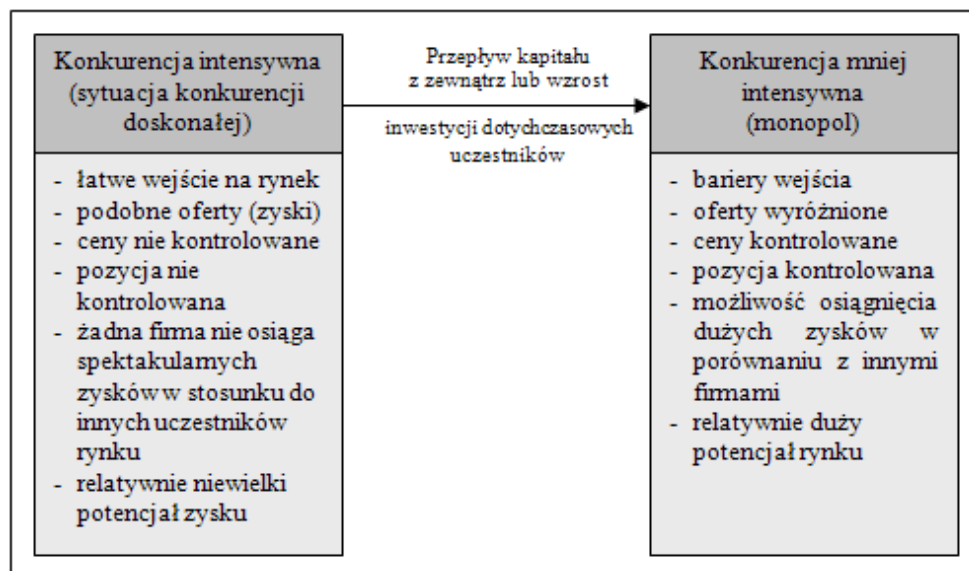 Konkurencja intensywna
(sytuacja konkurencji
doskonałej)
- łatwe wejście na rynek
- podobne oferty (zyski)
- ceny nie kontrolowane
- pozycja nie
kontrolowana
- żadna firma nie osiąga
spektakularnych
zysków w stosunku do
innych uczestników
rynku
- relatywnie niewielki
potencjał zysku
Przepływ kapitału
z zewnątrz lub wzrost
inwestycji dotychczasowych
uczestników
Konkurencja mniej
intensywna
(monopol)
- bariery wejścia
- oferty wyróżnione
- ceny kontrolowane
- pozycja kontrolowana
- możliwość osiągnięcia
dużych zysków w
porównaniu z innymi
firmami
- relatywnie duży
potencjał rynku